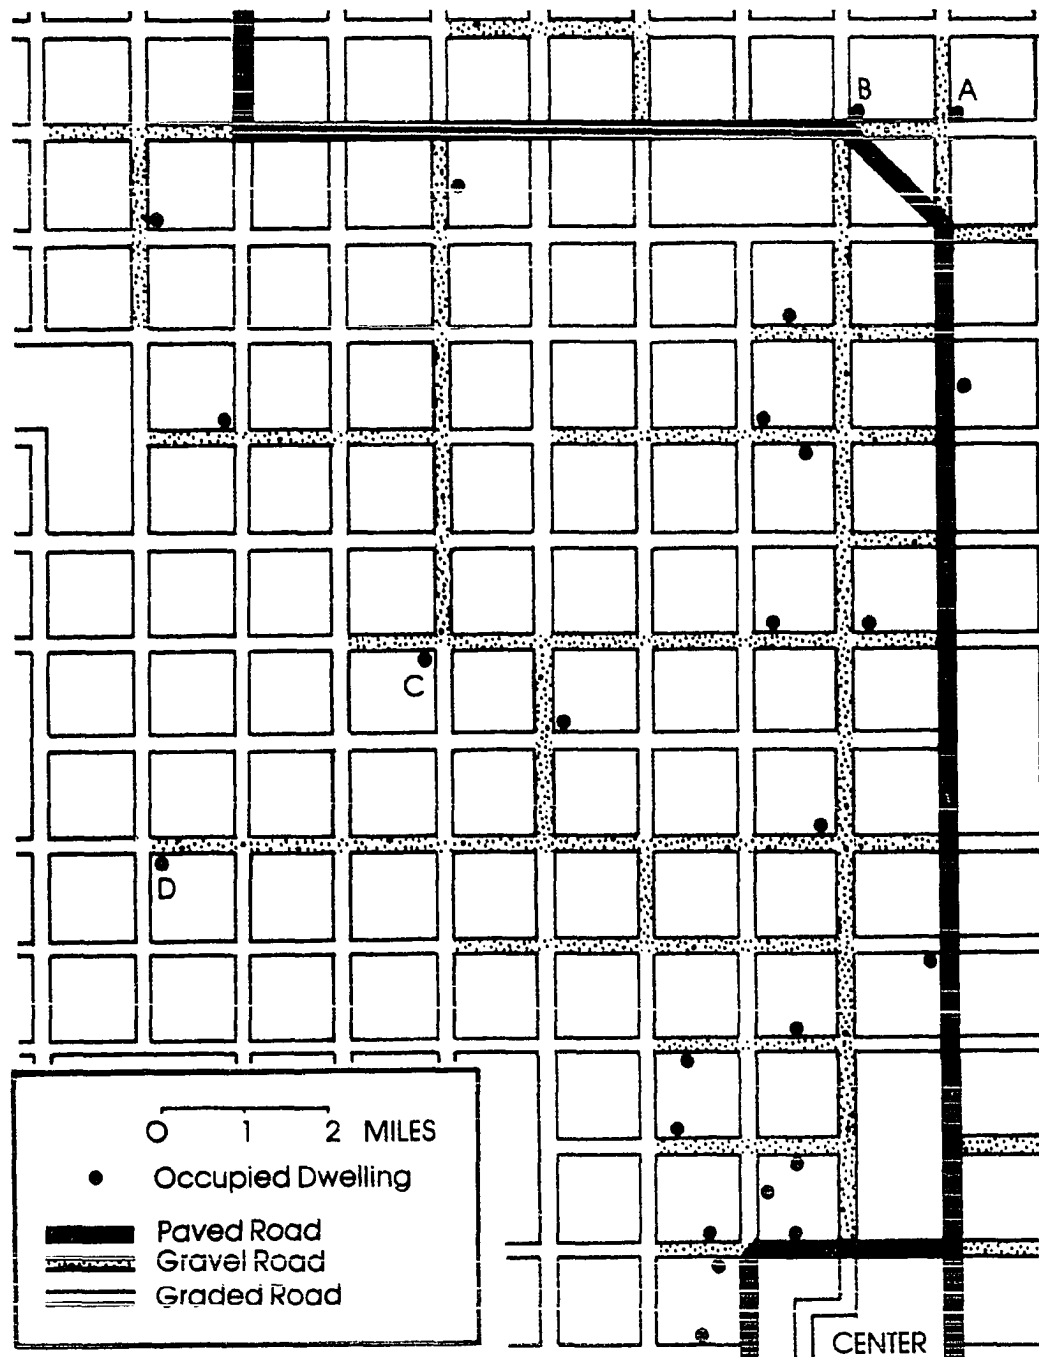 B
A
C
D
0 1 2 MILES
Occupied Dwelling
Paved Road
Gravel Road
Graded Road
CENTER